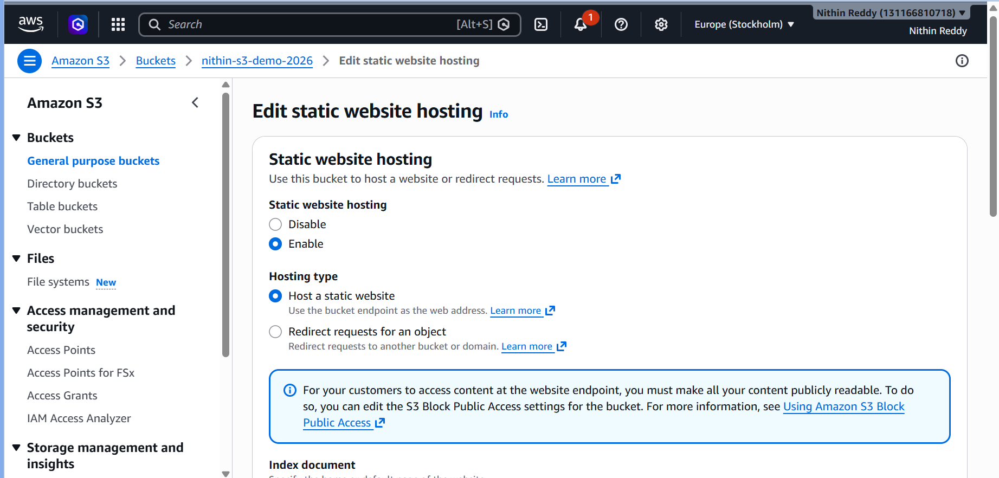 aws
Search [Alt+S]
1
Europe (Stockholm)
Nithin Reddy (131166810718)
Nithin Reddy
Amazon S3
Buckets
nithin-s3-demo-2026
Edit static website hosting
Amazon S3
Buckets
General purpose buckets
Directory buckets
Table buckets
Vector buckets
Files
File systems New
Access management and
security
Access Points
Access Points for FSx
Access Grants
IAM Access Analyzer
Storage management and
insights
Edit static website hosting Info
Static website hosting
Use this bucket to host a website or redirect requests. Learn more
Static website hosting
Disable
Enable
Hosting type
Host a static website
Use the bucket endpoint as the web address. Learn more
Redirect requests for an object
Redirect requests to another bucket or domain. Learn more
For your customers to access content at the website endpoint, you must make all your content publicly readable. To do
so, you can edit the S3 Block Public Access settings for the bucket. For more information, see Using Amazon S3 Block
Public Access
Index document